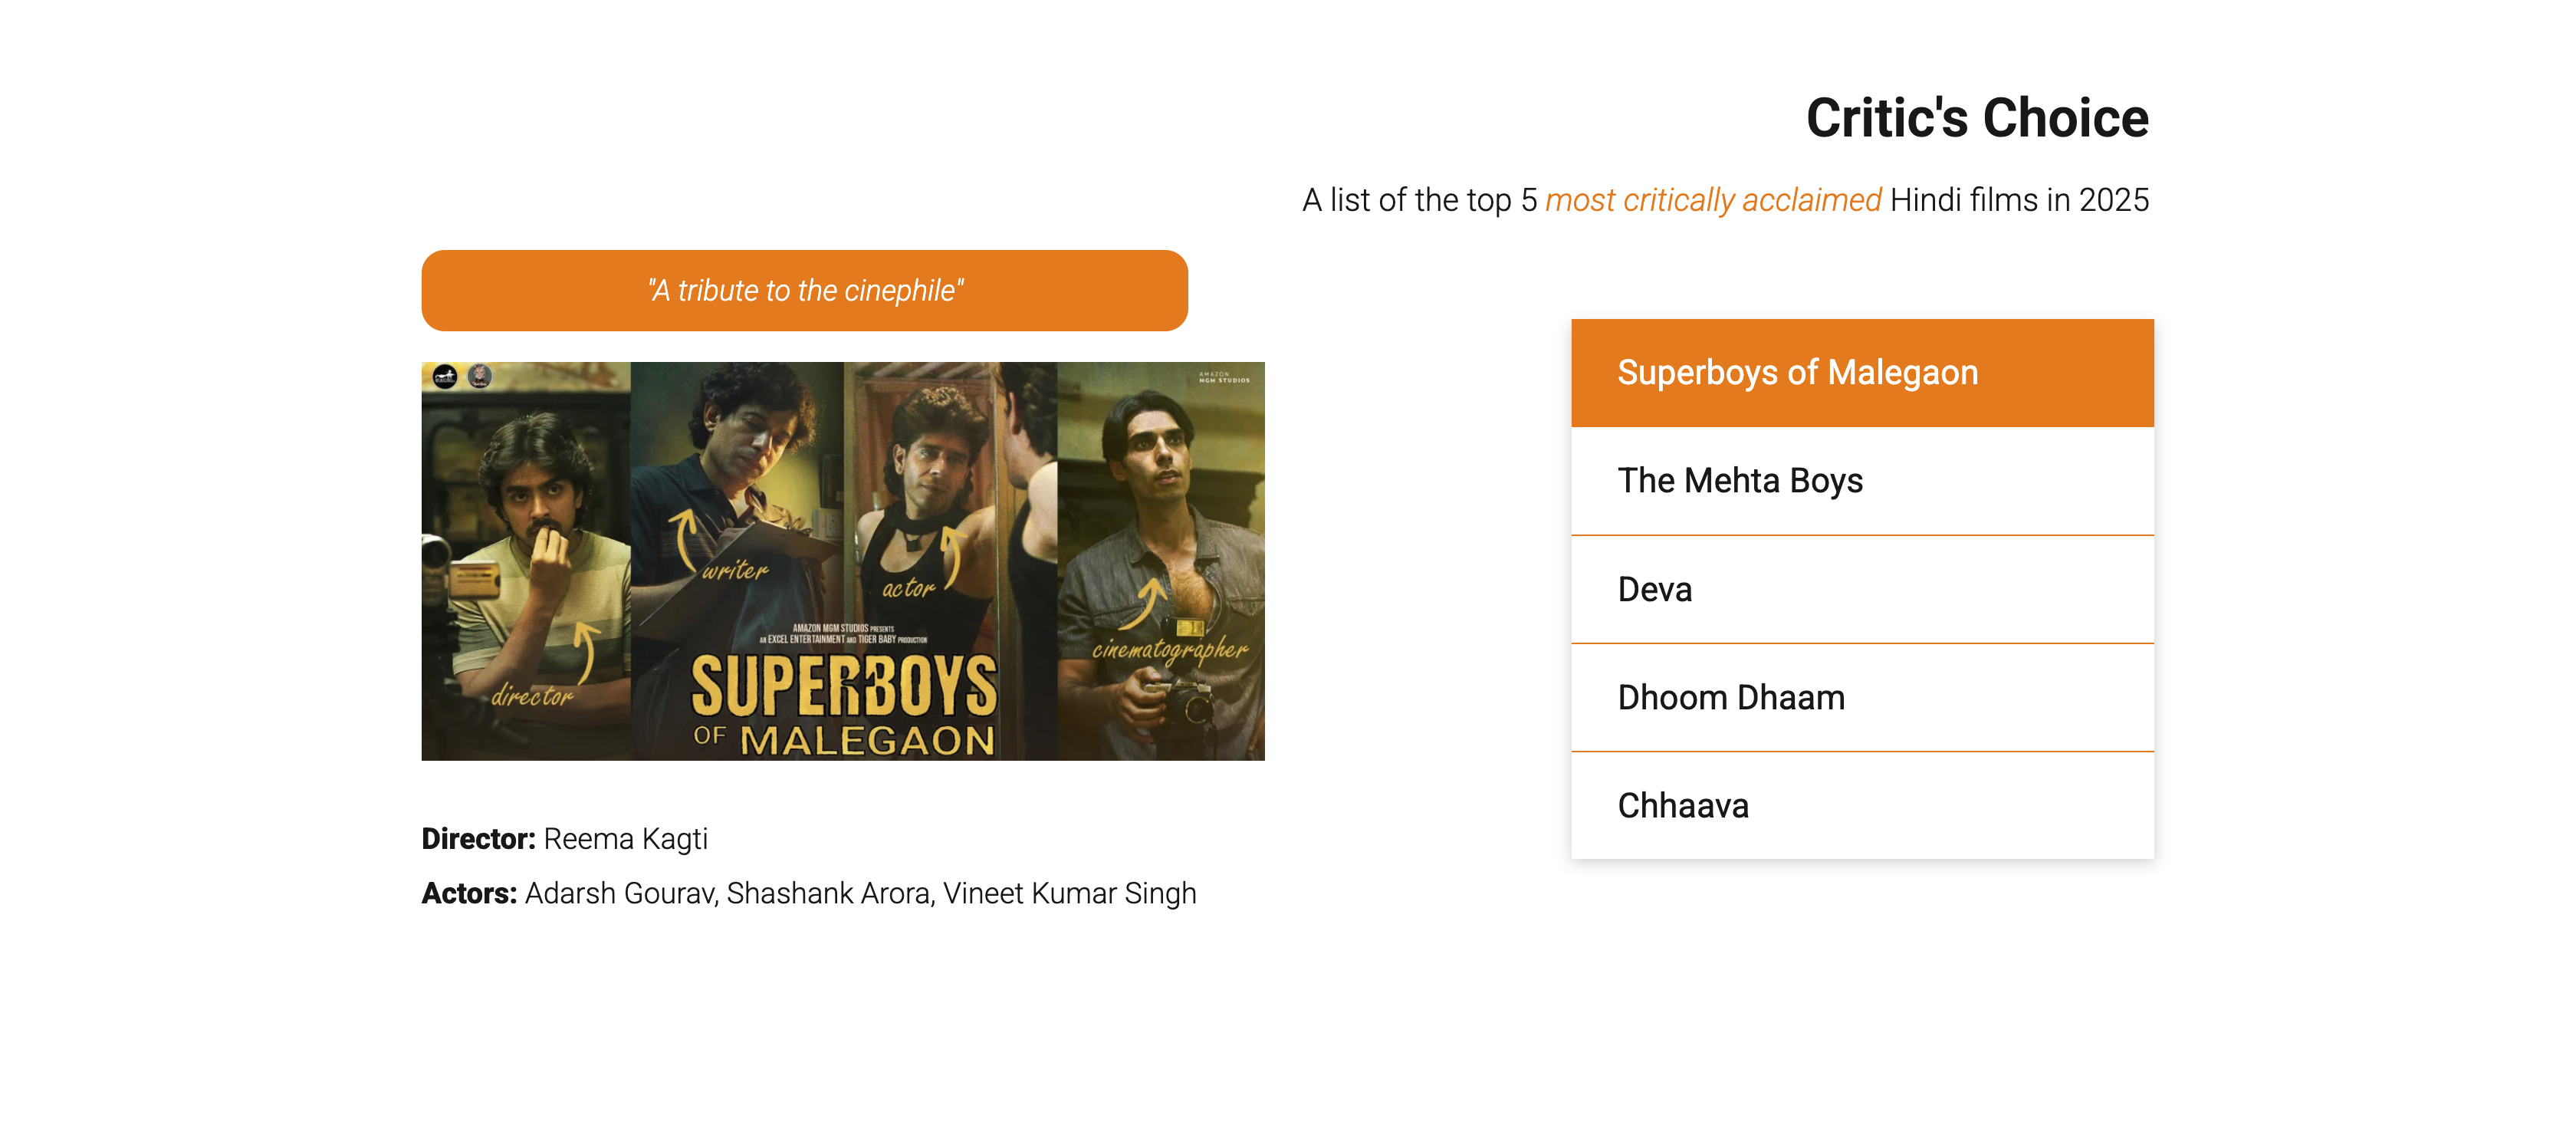 Critic's Choice
A list of the top 5 most critically acclaimed Hindi films in 2025
"A tribute to the cinephile"
AMAZON
MGM STUDIOS
writer
actor
director
cinematographer
AMAZON MGM STUDIOS PRESENTS
AN EXCEL ENTERTAINMENT AND TIGER BABY PRODUCTION
SUPERBOYS
OF MALEGAON
Director: Reema Kagti
Actors: Adarsh Gourav, Shashank Arora, Vineet Kumar Singh
Superboys of Malegaon
The Mehta Boys
Deva
Dhoom Dhaam
Chhaava